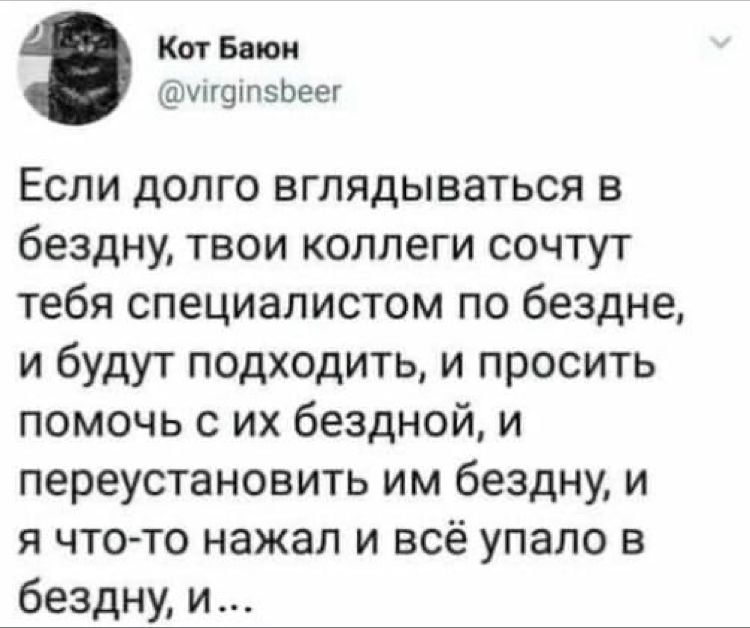 Кот Баюн
@virginsbeer
Если долго вглядываться в
бездну, твои коллеги сочтут
тебя специалистом по бездне,
и будут подходить, и просить
помочь с их бездной, и
переустановить им бездну, и
я что-то нажал и всё упало в
бездну, и...